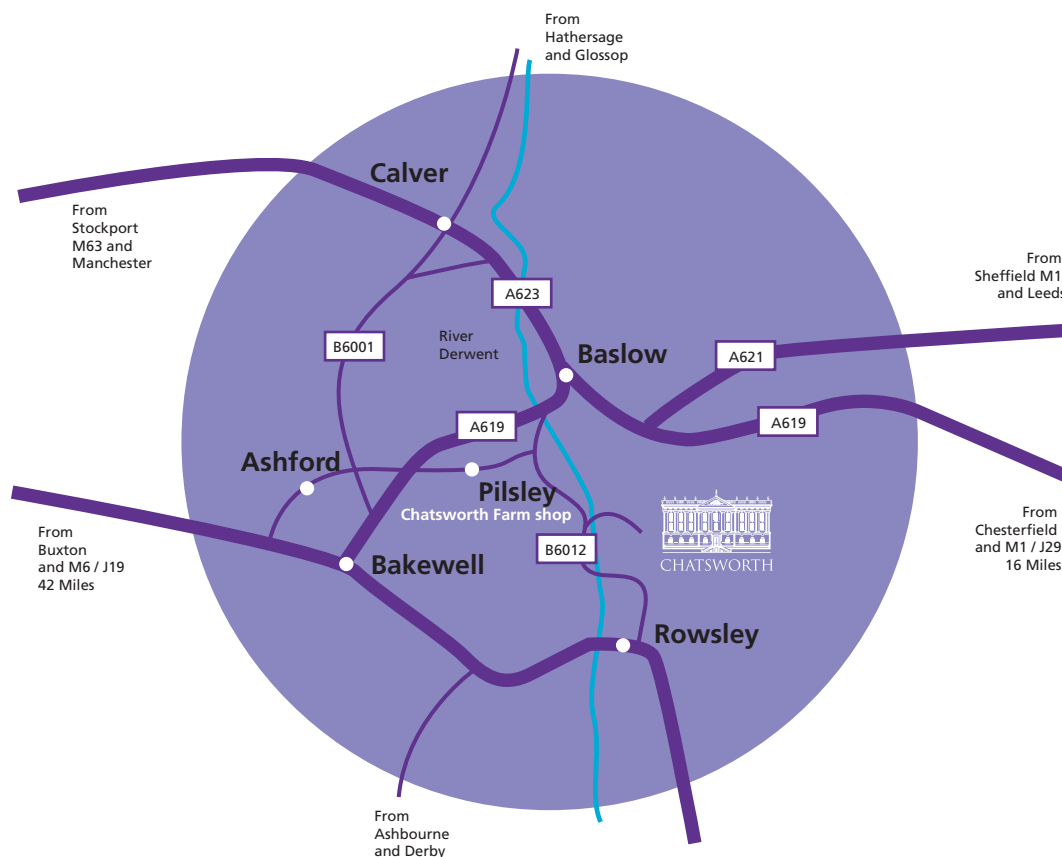 From
Hathersage
and Glossop
Calver
From
Stockport
M63 and
Manchester
From
Sheffield M1
and Leeds
A623
B6001
River
Derwent
Baslow
A621
A619
A619
Ashford
Pilsley
Chatsworth Farm shop
From
Buxton
and M6 / J19
42 Miles
From
Chesterfield
and M1 / J29
16 Miles
B6012
CHATSWORTH
Bakewell
Rowsley
From
Ashbourne
and Derby